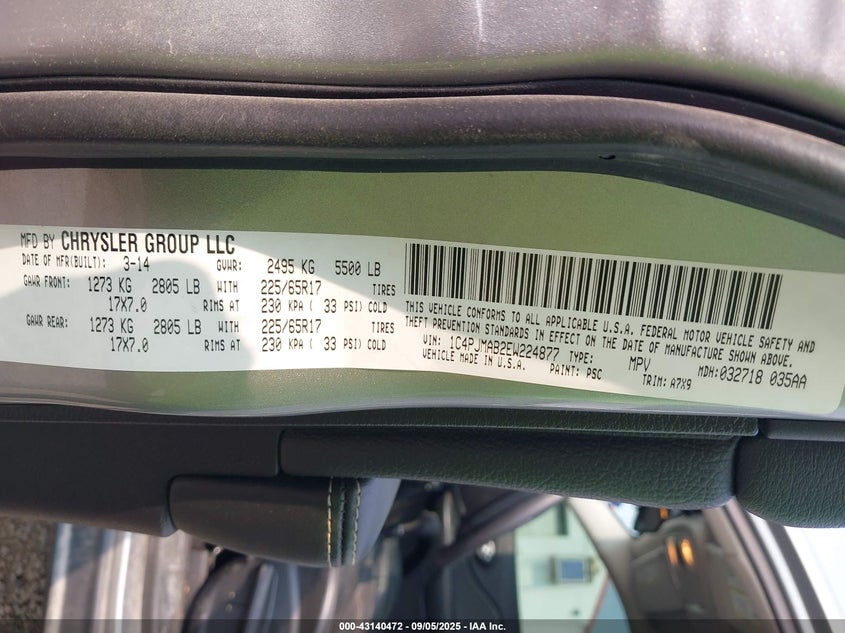 MFD BY CHRYSLER GROUP LLC
DATE OF MFR(BUILT): 3-14 GVWR: 2495 KG 5500 LB
GAWR FRONT: 1273 KG 2805 LB WITH 225/65R17 TIRES
17X7.0 RIMS AT 230 KPA ( 33 PSI) COLD
GAWR REAR: 1273 KG 2805 LB WITH 225/65R17 TIRES
17X7.0 RIMS AT 230 KPA ( 33 PSI) COLD
THIS VEHICLE CONFORMS TO ALL APPLICABLE U.S.A. FEDERAL MOTOR VEHICLE SAFETY AND
THEFT PREVENTION STANDARDS IN EFFECT ON THE DATE OF MANUFACTURE SHOWN ABOVE.
VIN: 1C4PJMAB2EW224877 TYPE: MPV MDH:032718 035AA
VEHICLE MADE IN U.S.A. PAINT: PSC TRIM: A7X9
000-43140472 - 09/05/2025 - IAA Inc.